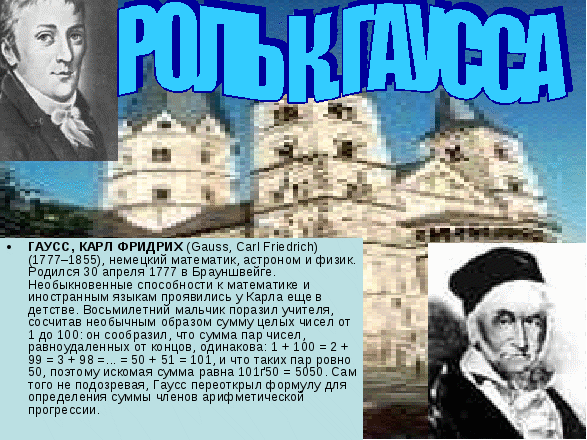 РОЛЬ К. ГАУССА
• ГАУСС, КАРЛ ФРИДРИХ (Gauss, Carl Friedrich)
(1777–1855), немецкий математик, астроном и физик.
Родился 30 апреля 1777 в Брауншвейге.
Необыкновенные способности к математике и
иностранным языкам проявились у Карла еще в
детстве. Восьмилетний мальчик поразил учителя,
сосчитав необычным образом сумму целых чисел от
1 до 100: он сообразил, что сумма пар чисел,
равноудаленных от концов, одинакова: 1 + 100 = 2 +
99 = 3 + 98 =... = 50 + 51 = 101, и что таких пар ровно
50, поэтому искомая сумма равна 101ґ50 = 5050. Сам
того не подозревая, Гаусс переоткрыл формулу для
определения суммы членов арифметической
прогрессии.